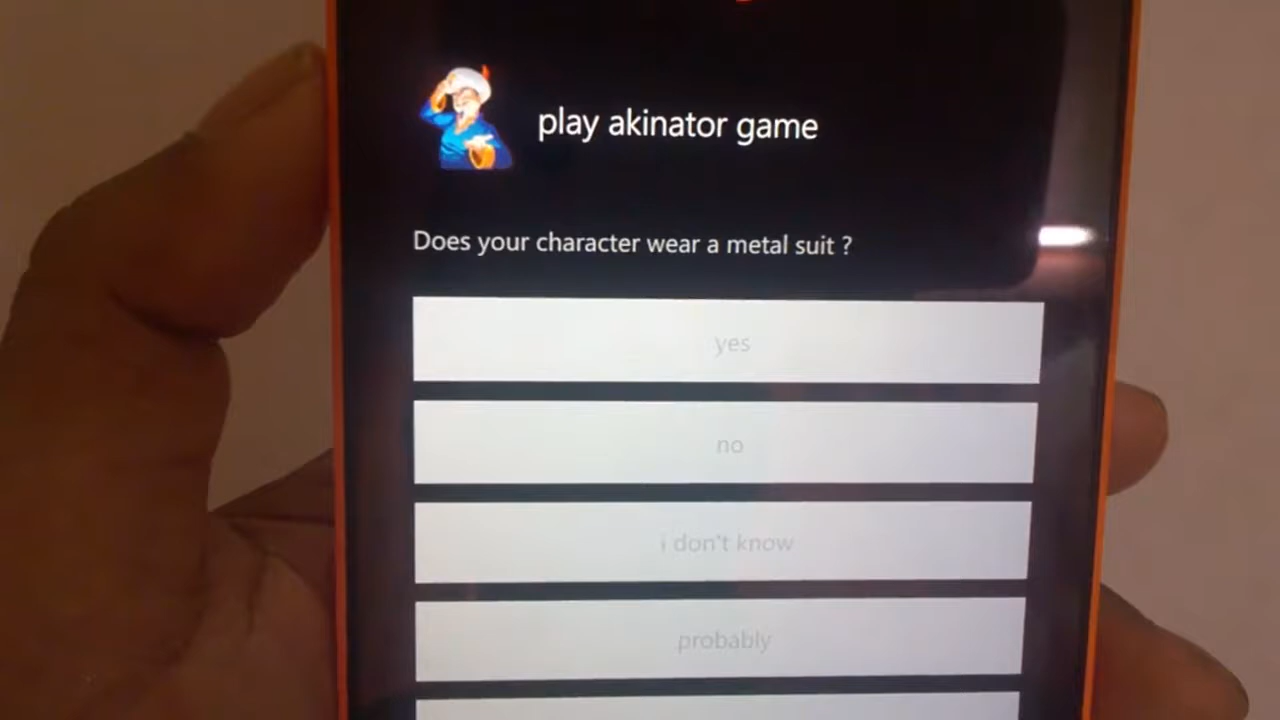 play akinator game
Does your character wear a metal suit ?
yes
no
i don't know
probably